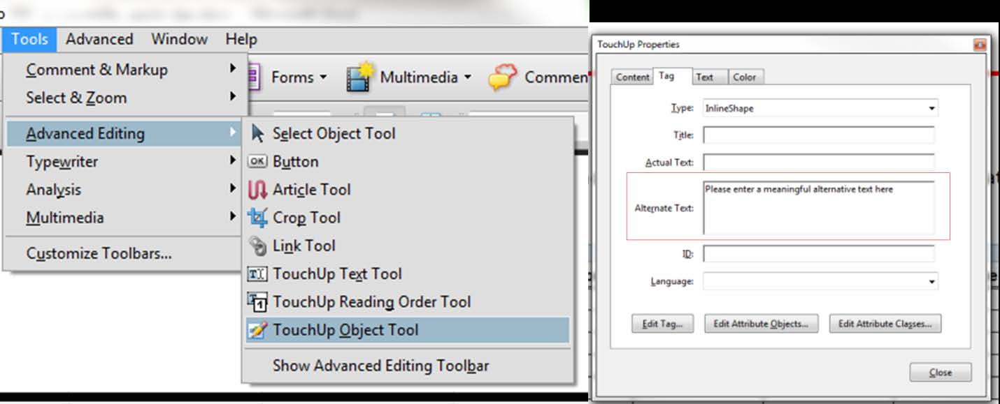 Tools Advanced Window Help
Comment & Markup
Select & Zoom
Advanced Editing
Typewriter
Analysis
Multimedia
Customize Toolbars...
Forms Multimedia Commen
Select Object Tool
OK Button
Article Tool
Crop Tool
Link Tool
TouchUp Text Tool
TouchUp Reading Order Tool
TouchUp Object Tool
Show Advanced Editing Toolbar
TouchUp Properties
Content Tag Text Color
Type: InlineShape
Title:
Actual Text:
Alternate Text: Please enter a meaningful alternative text here
ID:
Language:
Edit Tag... Edit Attribute Objects... Edit Attribute Classes...
Close